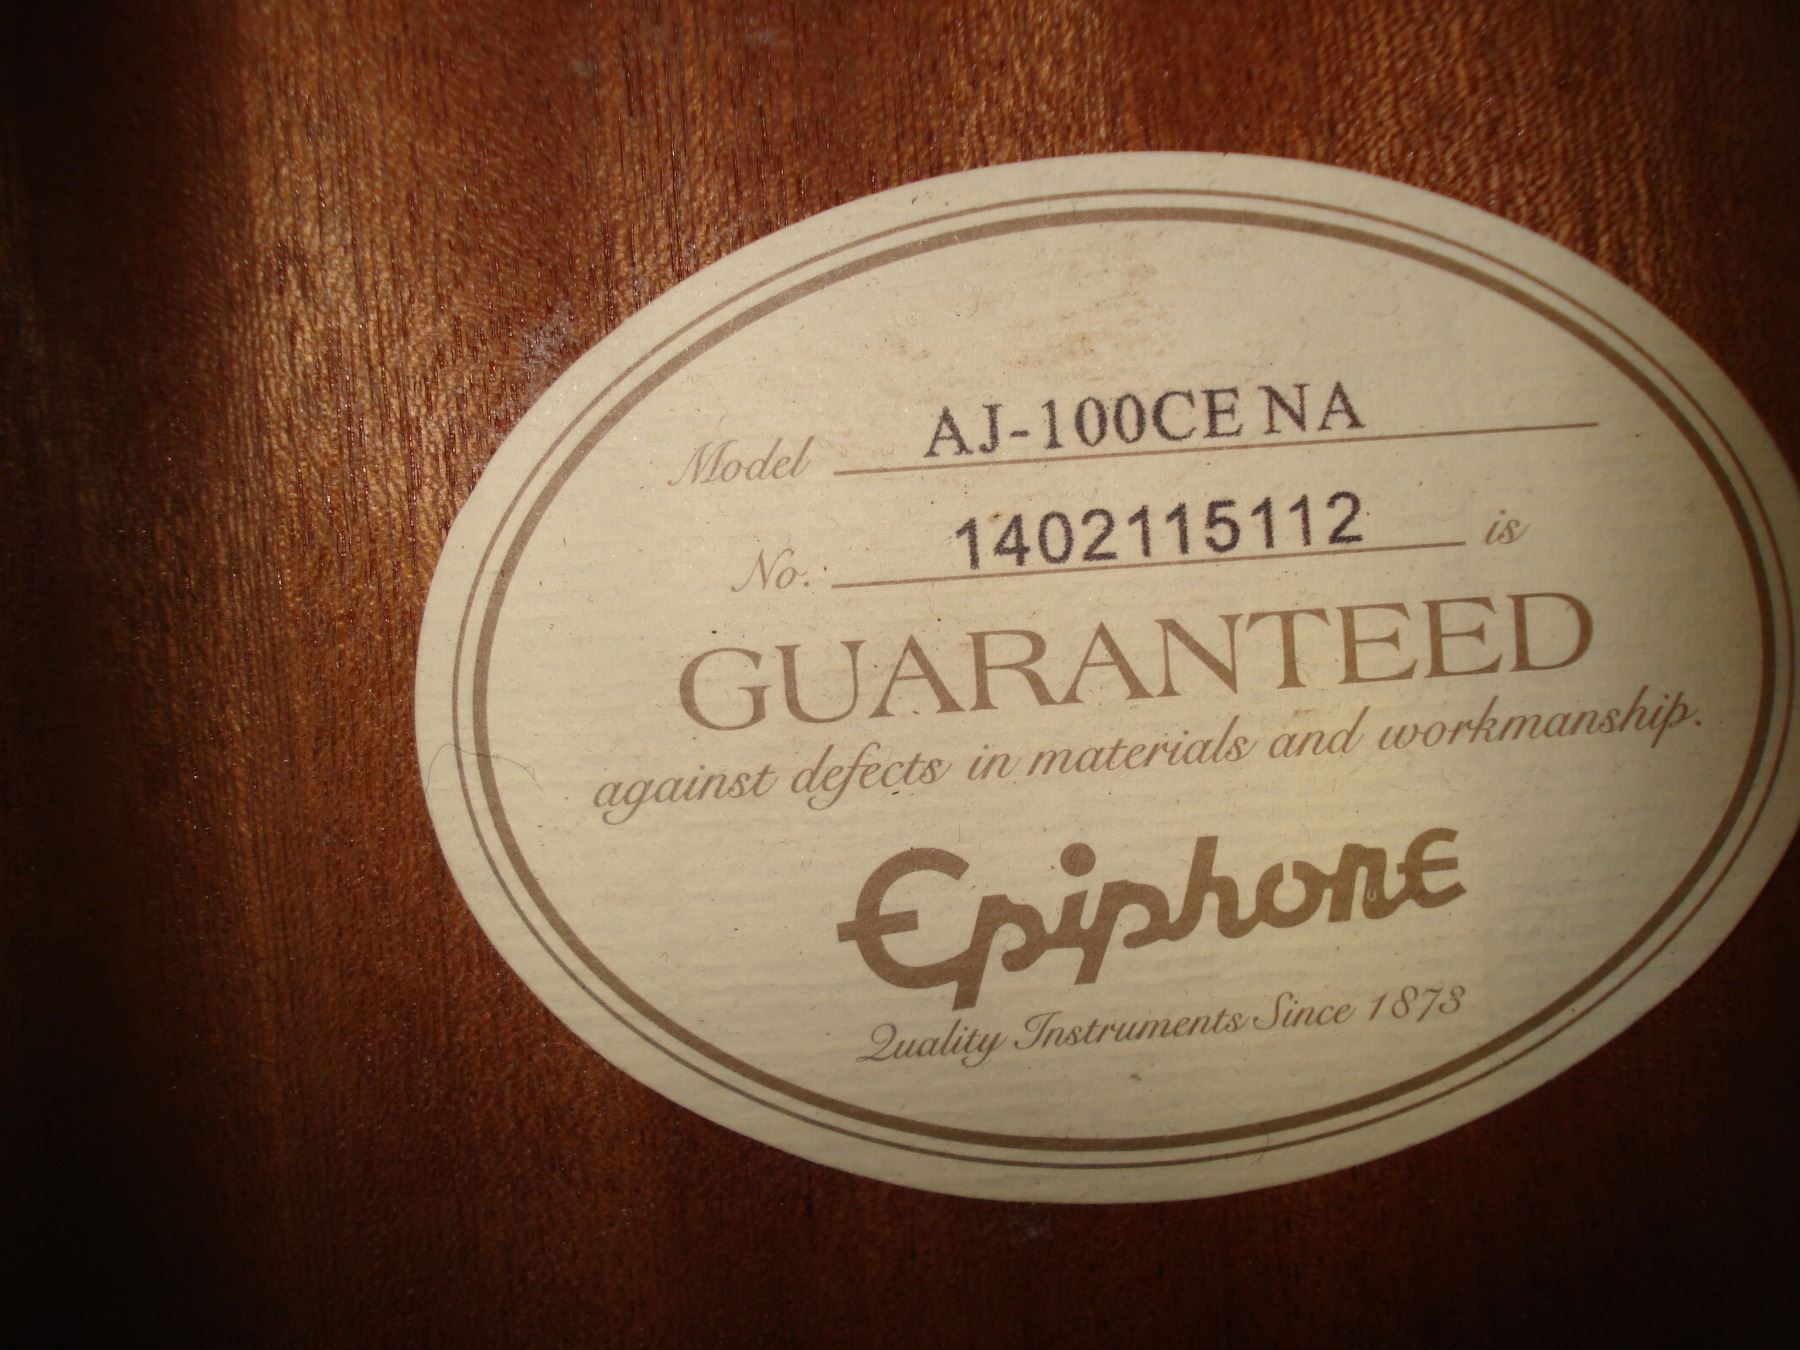 Model AJ-100CE NA
No. 1402115112 is
GUARANTEED
against defects in materials and workmanship.
Epiphone
Quality Instruments Since 1873